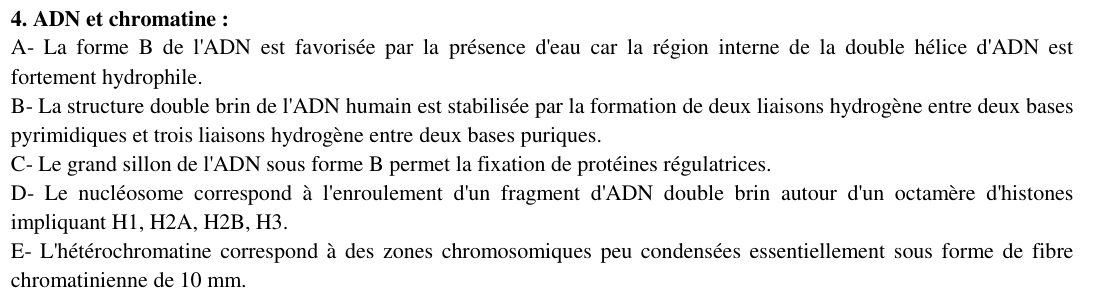 4. ADN et chromatine :
A- La forme B de l'ADN est favorisée par la présence d'eau car la région interne de la double hélice d'ADN est
fortement hydrophile.
B- La structure double brin de l'ADN humain est stabilisée par la formation de deux liaisons hydrogène entre deux bases
pyrimidiques et trois liaisons hydrogène entre deux bases puriques.
C- Le grand sillon de l'ADN sous forme B permet la fixation de protéines régulatrices.
D- Le nucléosome correspond à l'enroulement d'un fragment d'ADN double brin autour d'un octamère d'histones
impliquant H1, H2A, H2B, H3.
E- L'hétérochromatine correspond à des zones chromosomiques peu condensées essentiellement sous forme de fibre
chromatinienne de 10 mm.